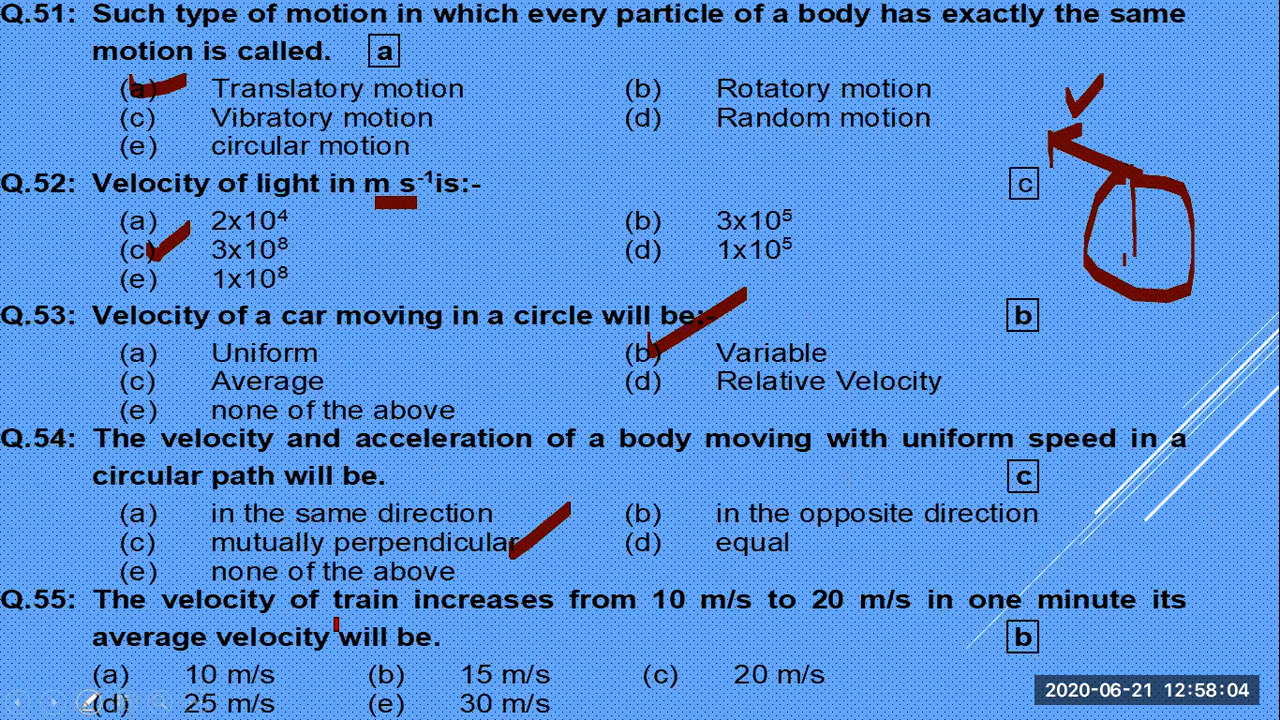 Q.51: Such type of motion in which every particle of a body has exactly the same
motion is called. a
(a) Translatory motion (b) Rotatory motion
(c) Vibratory motion (d) Random motion
(e) circular motion
Q.52: Velocity of light in m s⁻¹is:- c
(a) 2x10⁴ (b) 3x10⁵
(c) 3x10⁸ (d) 1x10⁵
(e) 1x10⁸
Q.53: Velocity of a car moving in a circle will be:- b
(a) Uniform (b) Variable
(c) Average (d) Relative Velocity
(e) none of the above
Q.54: The velocity and acceleration of a body moving with uniform speed in a
circular path will be. c
(a) in the same direction (b) in the opposite direction
(c) mutually perpendicular (d) equal
(e) none of the above
Q.55: The velocity of train increases from 10 m/s to 20 m/s in one minute its
average velocity will be. b
(a) 10 m/s (b) 15 m/s (c) 20 m/s
(d) 25 m/s (e) 30 m/s
2020-06-21 12:58:04